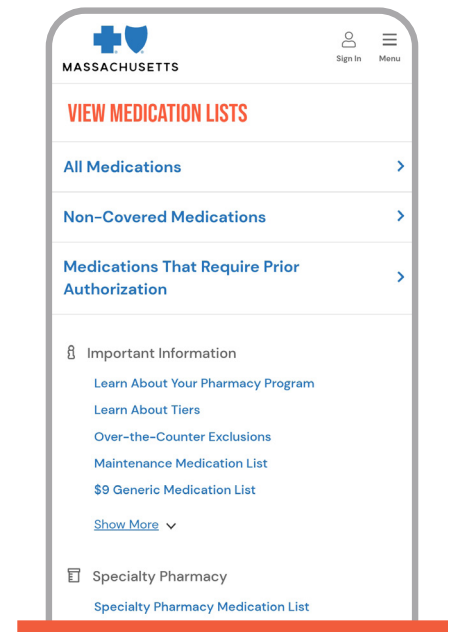 MASSACHUSETTS
Sign In
Menu
VIEW MEDICATION LISTS
All Medications
Non-Covered Medications
Medications That Require Prior
Authorization
Important Information
Learn About Your Pharmacy Program
Learn About Tiers
Over-the-Counter Exclusions
Maintenance Medication List
$9 Generic Medication List
Show More
Specialty Pharmacy
Specialty Pharmacy Medication List